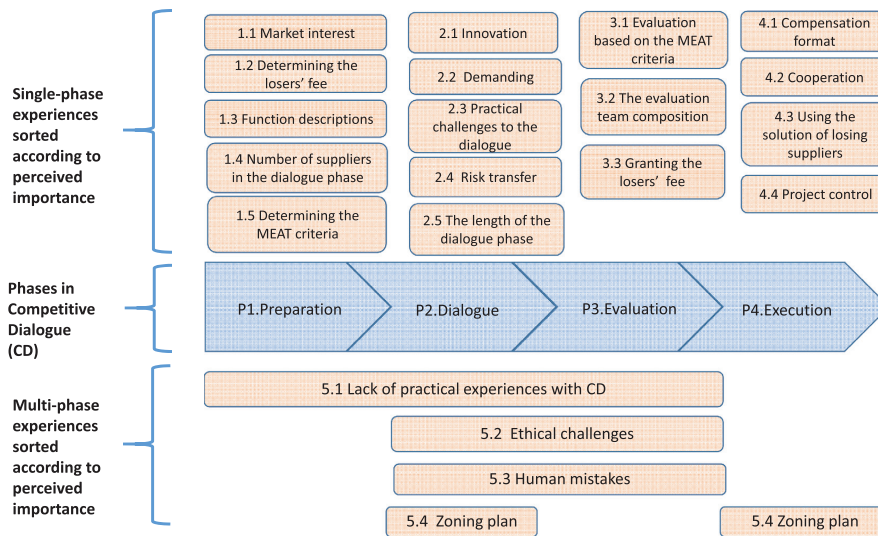 Single-phase
experiences
sorted
according to
perceived
importance
1.1 Market interest
1.2 Determining the
losers' fee
1.3 Function descriptions
1.4 Number of suppliers
in the dialogue phase
1.5 Determining the
MEAT criteria
2.1 Innovation
2.2 Demanding
2.3 Practical
challenges to the
dialogue
2.4 Risk transfer
2.5 The length of the
dialogue phase
3.1 Evaluation
based on the MEAT
criteria
3.2 The evaluation
team composition
3.3 Granting the
losers' fee
4.1 Compensation
format
4.2 Cooperation
4.3 Using the
solution of losing
suppliers
4.4 Project control
Phases in
Competitive
Dialogue
(CD)
P1.Preparation
P2.Dialogue
P3.Evaluation
P4.Execution
Multi-phase
experiences
sorted
according to
perceived
importance
5.1 Lack of practical experiences with CD
5.2 Ethical challenges
5.3 Human mistakes
5.4 Zoning plan
5.4 Zoning plan